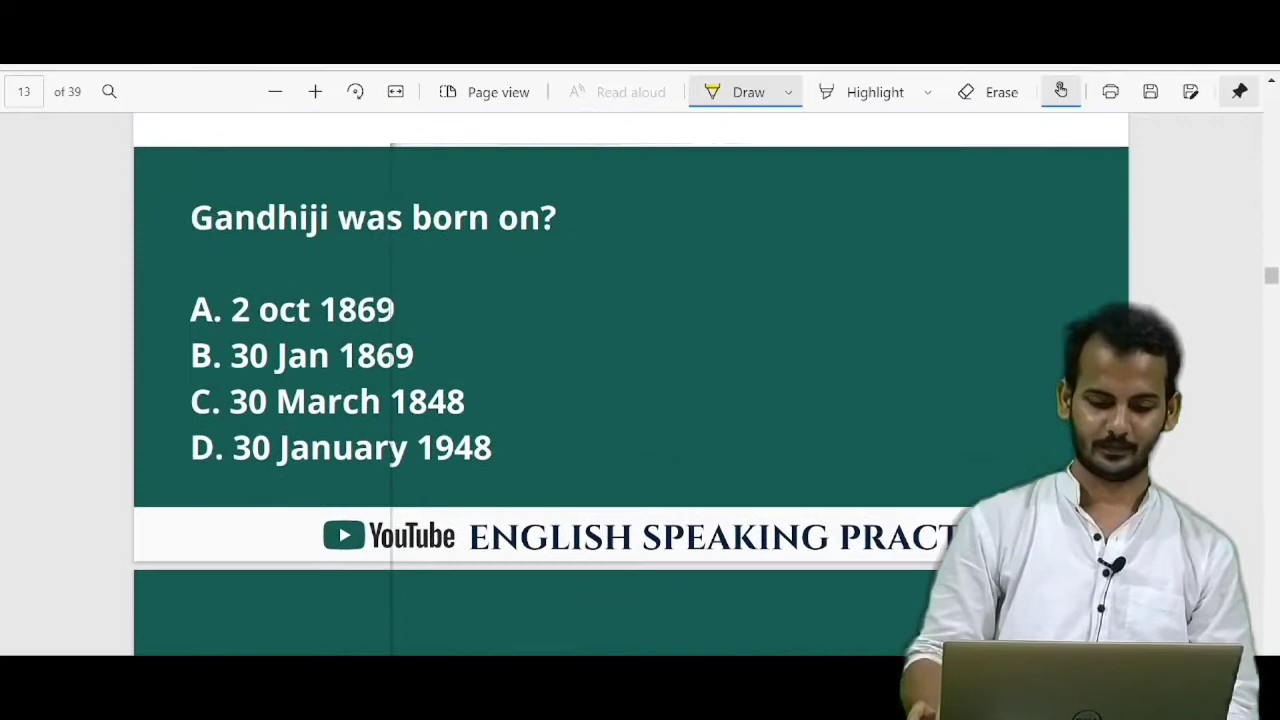 13 of 39 Page view Read aloud Draw Highlight Erase
Gandhiji was born on?
A. 2 oct 1869
B. 30 Jan 1869
C. 30 March 1848
D. 30 January 1948
YouTube ENGLISH SPEAKING PRACT